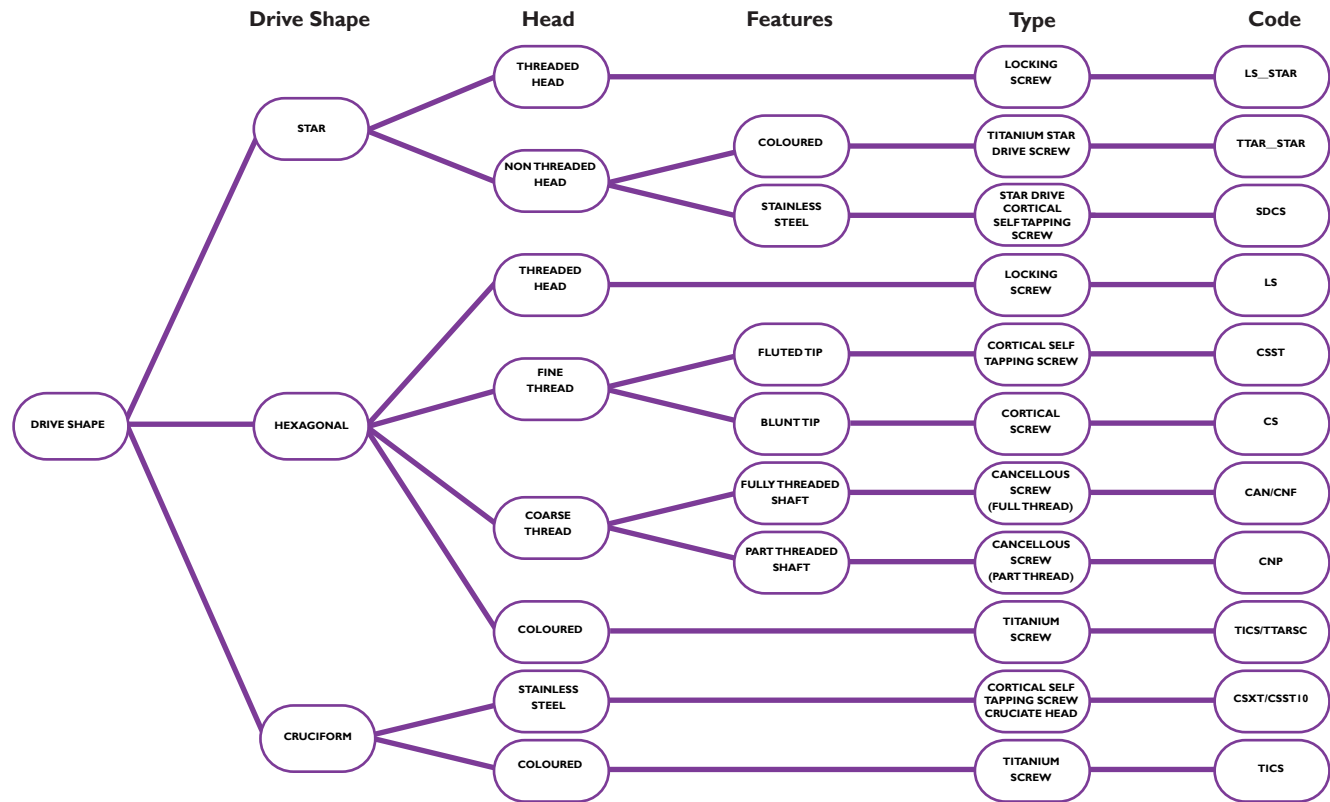 Drive Shape
Head
Features
Type
Code
THREADED
HEAD
LOCKING
SCREW
LS__STAR
STAR
NON THREADED
HEAD
COLOURED
TITANIUM STAR
DRIVE SCREW
TTAR__STAR
STAINLESS
STEEL
STAR DRIVE
CORTICAL
SELF TAPPING
SCREW
SDCS
THREADED
HEAD
LOCKING
SCREW
LS
DRIVE SHAPE
HEXAGONAL
FINE
THREAD
FLUTED TIP
CORTICAL SELF
TAPPING SCREW
CSST
BLUNT TIP
CORTICAL
SCREW
CS
COARSE
THREAD
FULLY THREADED
SHAFT
CANCELLOUS
SCREW
(FULL THREAD)
CAN/CNF
PART THREADED
SHAFT
CANCELLOUS
SCREW
(PART THREAD)
CNP
COLOURED
TITANIUM
SCREW
TICS/TTARSC
CRUCIFORM
STAINLESS
STEEL
CORTICAL SELF
TAPPING SCREW
CRUCIATE HEAD
CSXT/CSST10
COLOURED
TITANIUM
SCREW
TICS